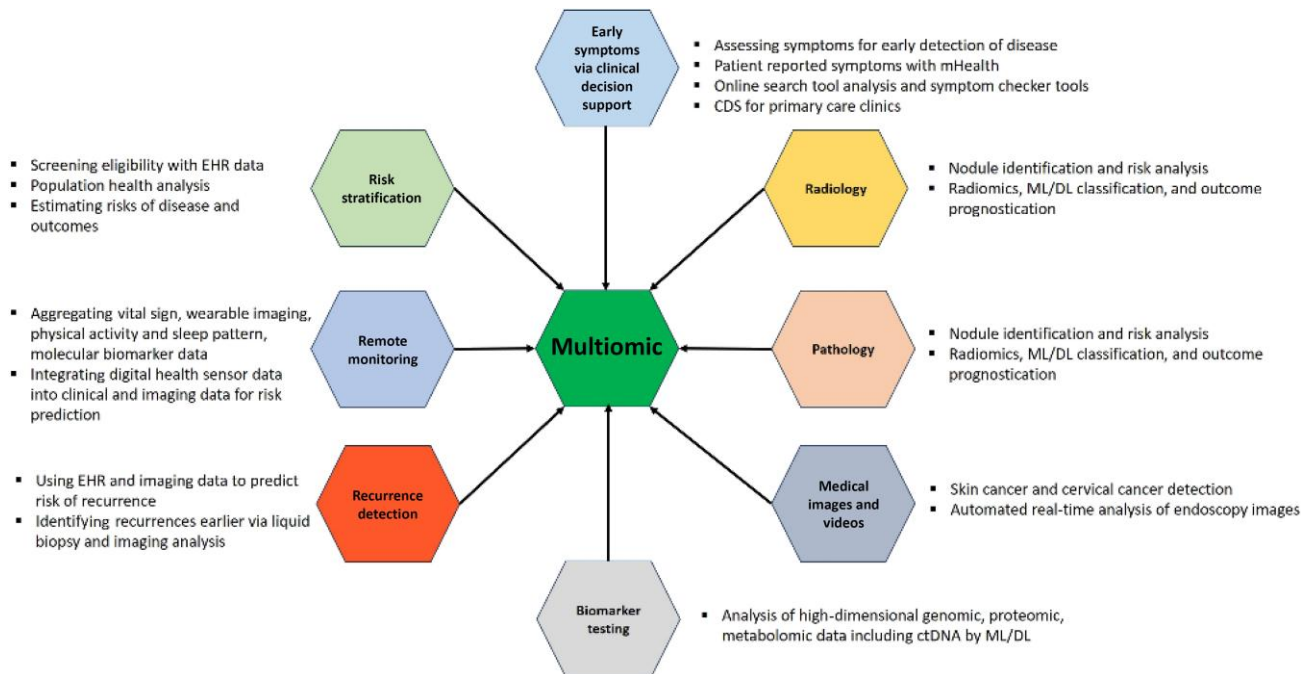 Early
symptoms
via clinical
decision
support
▪ Assessing symptoms for early detection of disease
▪ Patient reported symptoms with mHealth
▪ Online search tool analysis and symptom checker tools
▪ CDS for primary care clinics
▪ Screening eligibility with EHR data
▪ Population health analysis
▪ Estimating risks of disease and
outcomes
Risk
stratification
Radiology
▪ Nodule identification and risk analysis
▪ Radiomics, ML/DL classification, and outcome
prognostication
▪ Aggregating vital sign, wearable imaging,
physical activity and sleep pattern,
molecular biomarker data
▪ Integrating digital health sensor data
into clinical and imaging data for risk
prediction
Remote
monitoring
Multiomic
Pathology
▪ Nodule identification and risk analysis
▪ Radiomics, ML/DL classification, and outcome
prognostication
▪ Using EHR and imaging data to predict
risk of recurrence
▪ Identifying recurrences earlier via liquid
biopsy and imaging analysis
Recurrence
detection
Medical
images and
videos
▪ Skin cancer and cervical cancer detection
▪ Automated real-time analysis of endoscopy images
Biomarker
testing
▪ Analysis of high-dimensional genomic, proteomic,
metabolomic data including ctDNA by ML/DL